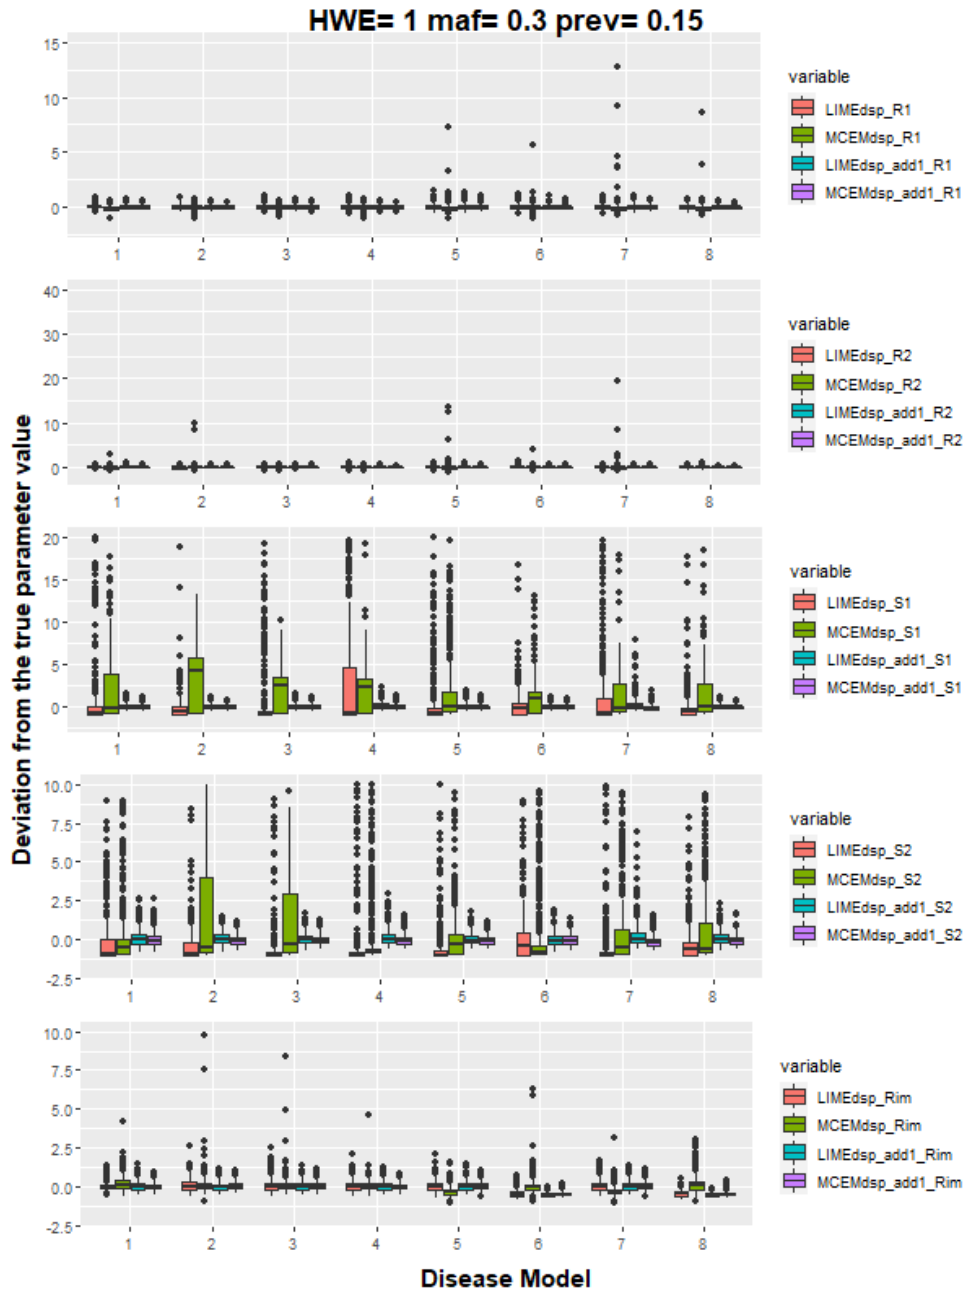 HWE= 1 maf= 0.3 prev= 0.15
15
10
5
0
1 2 3 4 5 6 7 8
variable
LIMEdsp_R1
MCEMdsp_R1
LIMEdsp_add1_R1
MCEMdsp_add1_R1
40
30
20
10
0
1 2 3 4 5 6 7 8
variable
LIMEdsp_R2
MCEMdsp_R2
LIMEdsp_add1_R2
MCEMdsp_add1_R2
Deviation from the true parameter value
20
15
10
5
0
1 2 3 4 5 6 7 8
variable
LIMEdsp_S1
MCEMdsp_S1
LIMEdsp_add1_S1
MCEMdsp_add1_S1
10.0
7.5
5.0
2.5
0.0
-2.5
1 2 3 4 5 6 7 8
variable
LIMEdsp_S2
MCEMdsp_S2
LIMEdsp_add1_S2
MCEMdsp_add1_S2
10.0
7.5
5.0
2.5
0.0
-2.5
1 2 3 4 5 6 7 8
variable
LIMEdsp_Rim
MCEMdsp_Rim
LIMEdsp_add1_Rim
MCEMdsp_add1_Rim
Disease Model